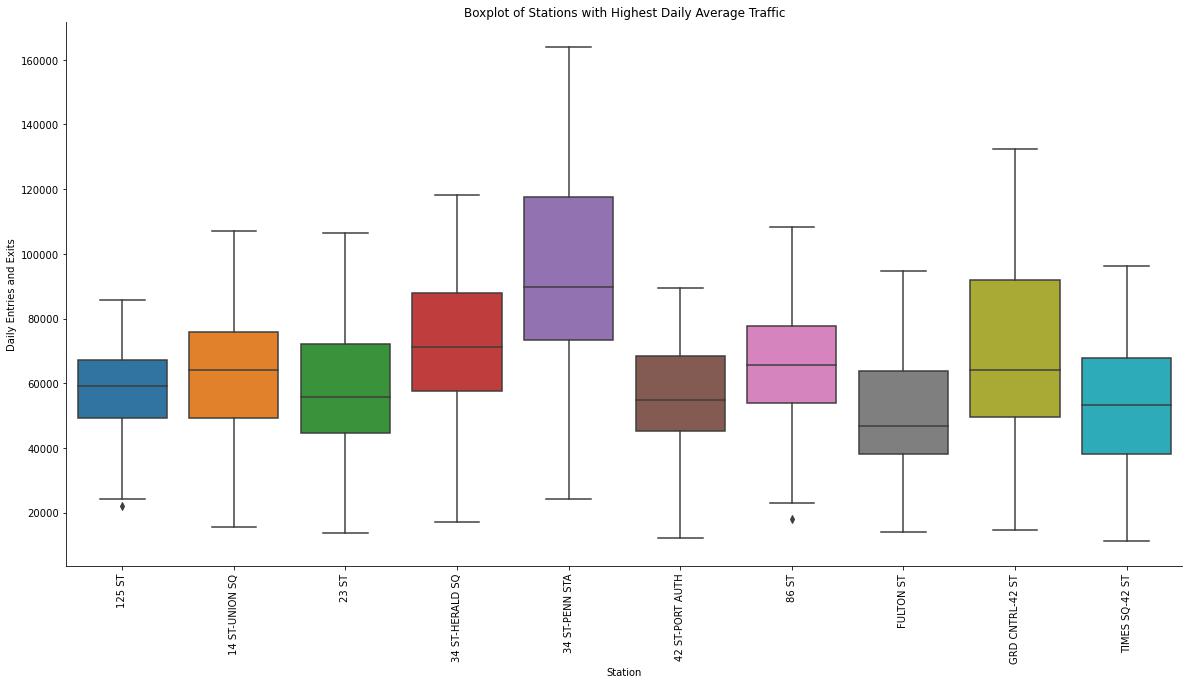 Boxplot of Stations with Highest Daily Average Traffic
Daily Entries and Exits
160000
140000
120000
100000
80000
60000
40000
20000
125 ST
14 ST-UNION SQ
23 ST
34 ST-HERALD SQ
34 ST-PENN STA
42 ST-PORT AUTH
86 ST
FULTON ST
GRD CNTRL-42 ST
TIMES SQ-42 ST
Station